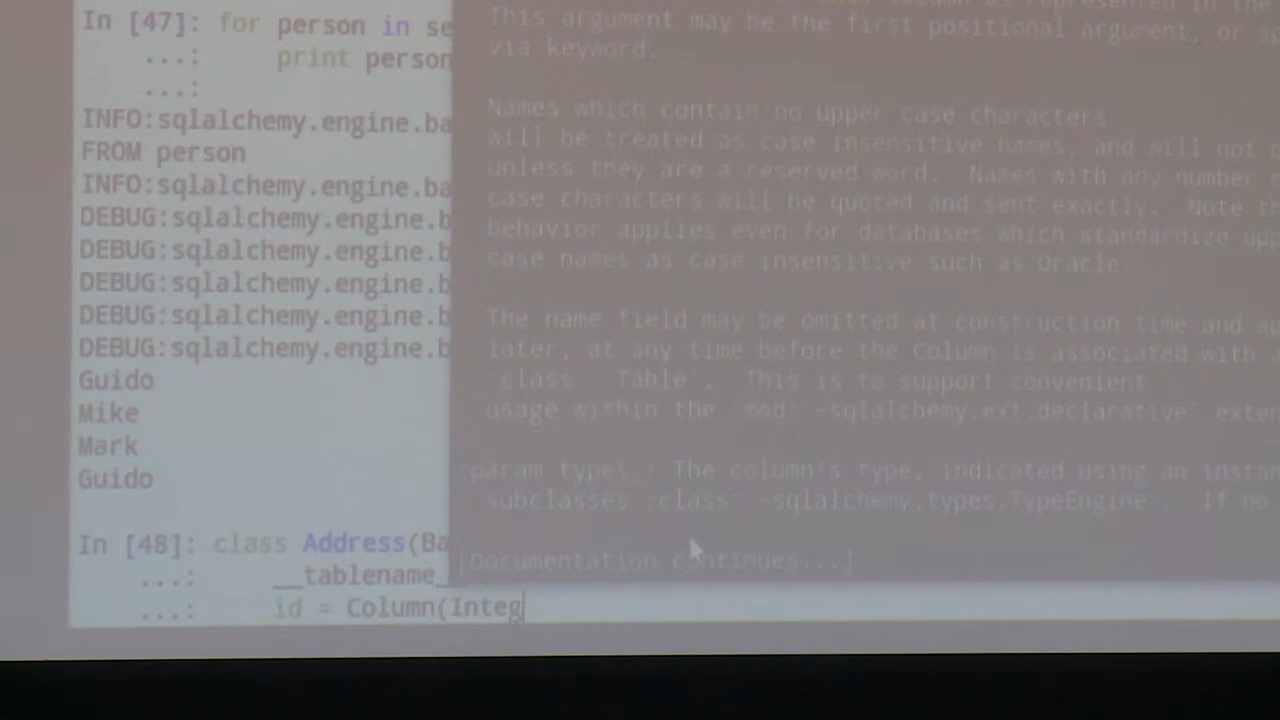 In [47]: for person in se
   ...:     print person
   ...:
INFO:sqlalchemy.engine.ba
FROM person
INFO:sqlalchemy.engine.ba
DEBUG:sqlalchemy.engine.b
DEBUG:sqlalchemy.engine.b
DEBUG:sqlalchemy.engine.b
DEBUG:sqlalchemy.engine.b
DEBUG:sqlalchemy.engine.b
Guido
Mike
Mark
Guido
In [48]: class Address(Ba
   ...:     __tablename_
   ...:     id = Column(Integ
represented in the
This argument may be the first positional argument, or
via keyword.
Names which contain no upper case characters
will be treated as case insensitive names, and will not
unless they are a reserved word.  Names with any number
case characters will be quoted and sent exactly.  Note
behavior applies even for databases which standardize upp
case names as case insensitive such as Oracle.
The name field may be omitted at construction time and
later, at any time before the Column is associated with
class Table .  This is to support convenient
usage within the mod ~sqlalchemy.ext.declarative exten
:param type\_: The column's type, indicated using an instan
subclasses :class: ~sqlalchemy.types.TypeEngine.  If no
[Documentation continues...]